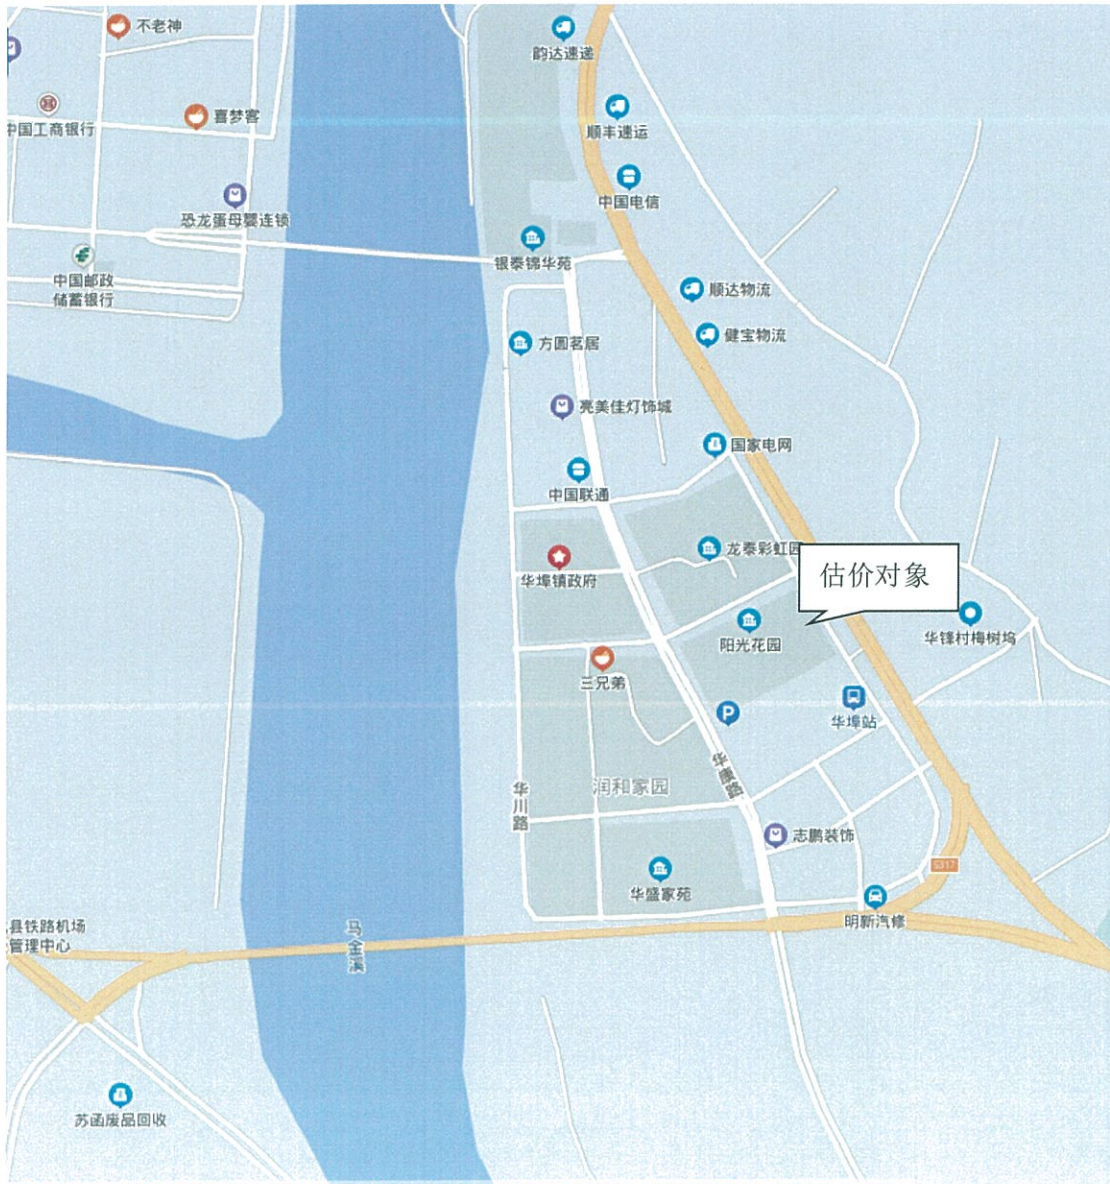 不老神
韵达速递
中国工商银行
喜梦客
顺丰速运
中国电信
恐龙蛋母婴连锁
银泰锦华苑
中国邮政
储蓄银行
顺达物流
方圆茗居
健宝物流
亮美佳灯饰城
国家电网
中国联通
龙泰彩虹园
华埠镇政府
估价对象
阳光花园
华锋村梅树坞
三兄弟
P
华埠站
华康路
润和家园
华川路
志鹏装饰
S317
华盛家苑
明新汽修
县铁路机场
管理中心
马金溪
苏函废品回收